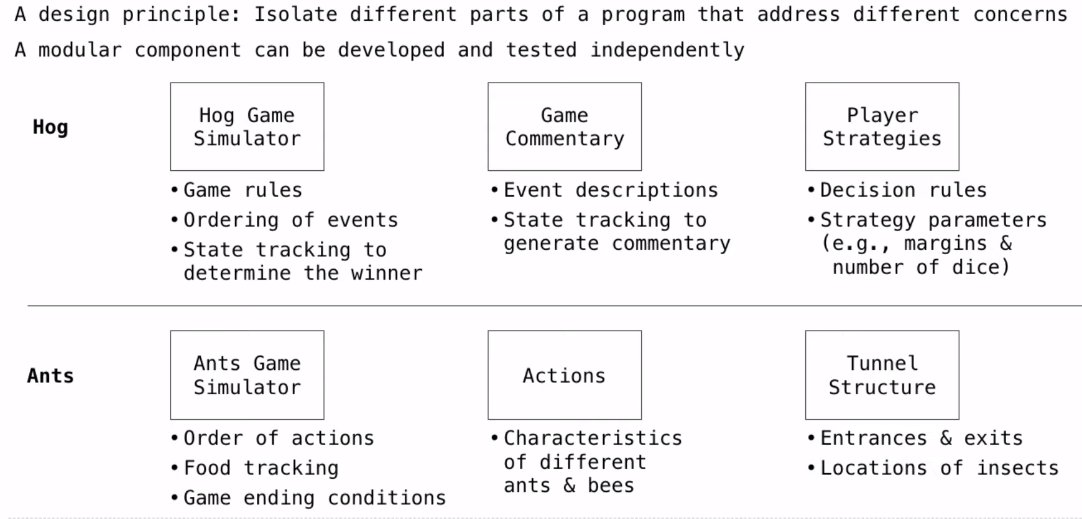 A design principle: Isolate different parts of a program that address different concerns
A modular component can be developed and tested independently
Hog
Hog Game
Simulator
• Game rules
• Ordering of events
• State tracking to
determine the winner
Game
Commentary
• Event descriptions
• State tracking to
generate commentary
Player
Strategies
• Decision rules
• Strategy parameters
(e.g., margins &
number of dice)
Ants
Ants Game
Simulator
• Order of actions
• Food tracking
• Game ending conditions
Actions
• Characteristics
of different
ants & bees
Tunnel
Structure
• Entrances & exits
• Locations of insects